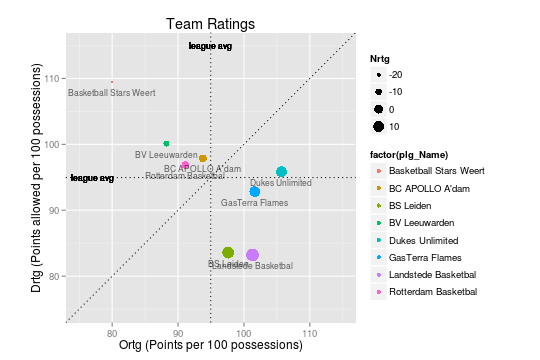 Team Ratings
league avg
Nrtg
-20
-10
0
10
factor(plg_Name)
Basketball Stars Weert
BC APOLLO A'dam
BS Leiden
BV Leeuwarden
Dukes Unlimited
GasTerra Flames
Landstede Basketbal
Rotterdam Basketbal
Drtg (Points allowed per 100 possessions)
110
100
90
80
Basketball Stars Weert
BV Leeuwarden
BC APOLLO A'dam
Rotterdam Basketbal
league avg
Dukes Unlimited
GasTerra Flames
BS Leiden
Landstede Basketbal
80
90
100
110
Ortg (Points per 100 possessions)